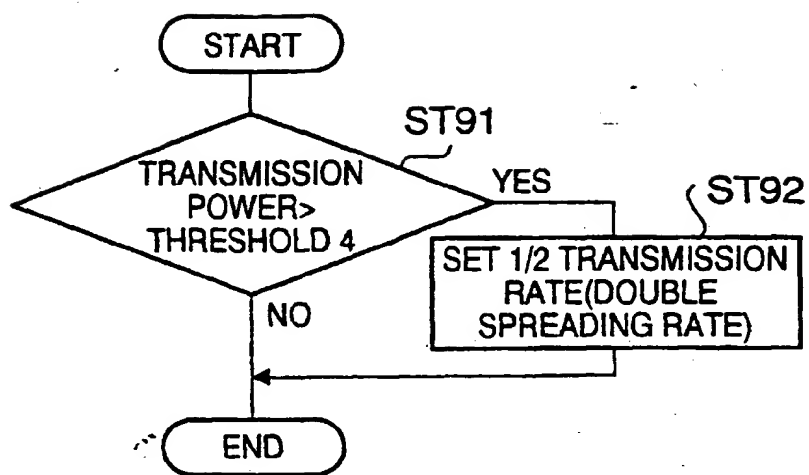 START
ST91
TRANSMISSION
POWER>
THRESHOLD 4
YES
ST92
SET 1/2 TRANSMISSION
RATE(DOUBLE
SPREADING RATE)
NO
END